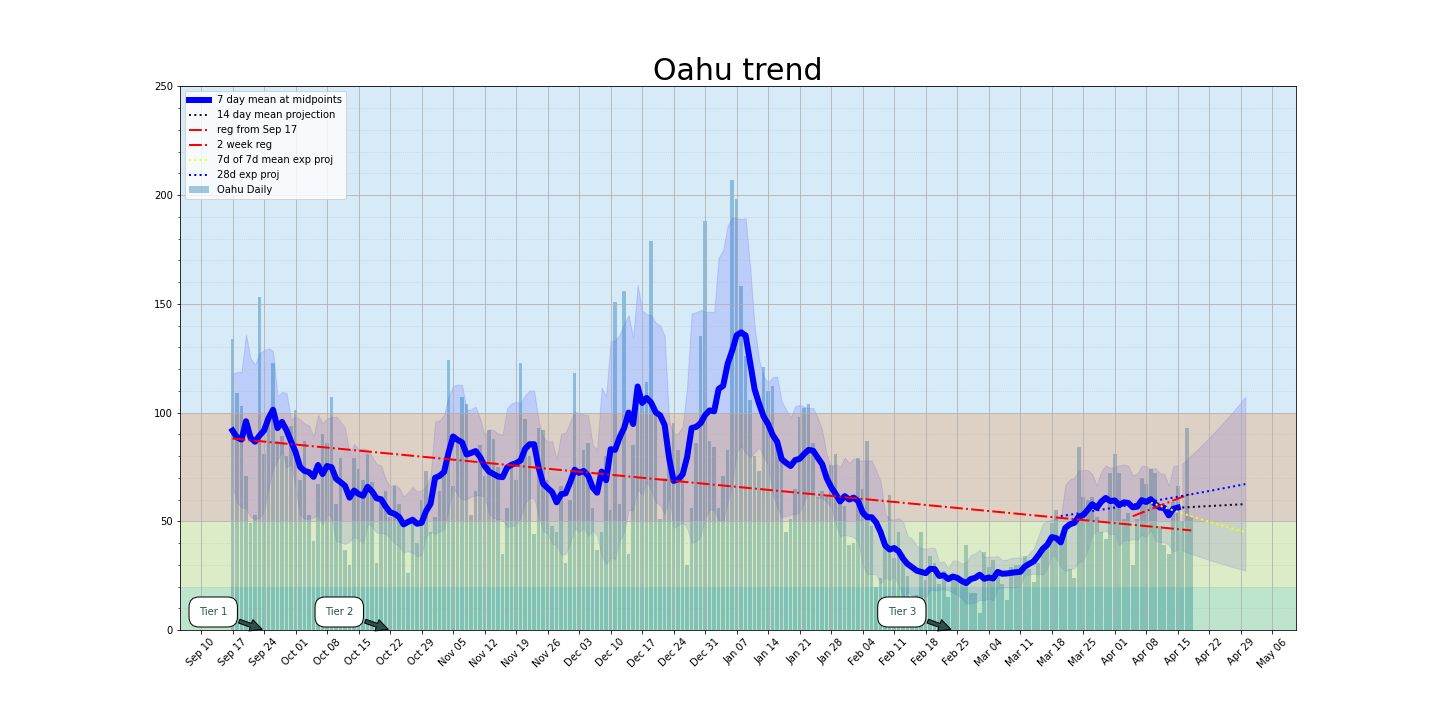 Oahu trend
250
200
150
100
50
0
7 day mean at midpoints
14 day mean projection
reg from Sep 17
2 week reg
7d of 7d mean exp proj
28d exp proj
Oahu Daily
Tier 1
Tier 2
Tier 3
Sep 10
Sep 17
Sep 24
Oct 01
Oct 08
Oct 15
Oct 22
Oct 29
Nov 05
Nov 12
Nov 19
Nov 26
Dec 03
Dec 10
Dec 17
Dec 24
Dec 31
Jan 07
Jan 14
Jan 21
Jan 28
Feb 04
Feb 11
Feb 18
Feb 25
Mar 04
Mar 11
Mar 18
Mar 25
Apr 01
Apr 08
Apr 15
Apr 22
Apr 29
May 06